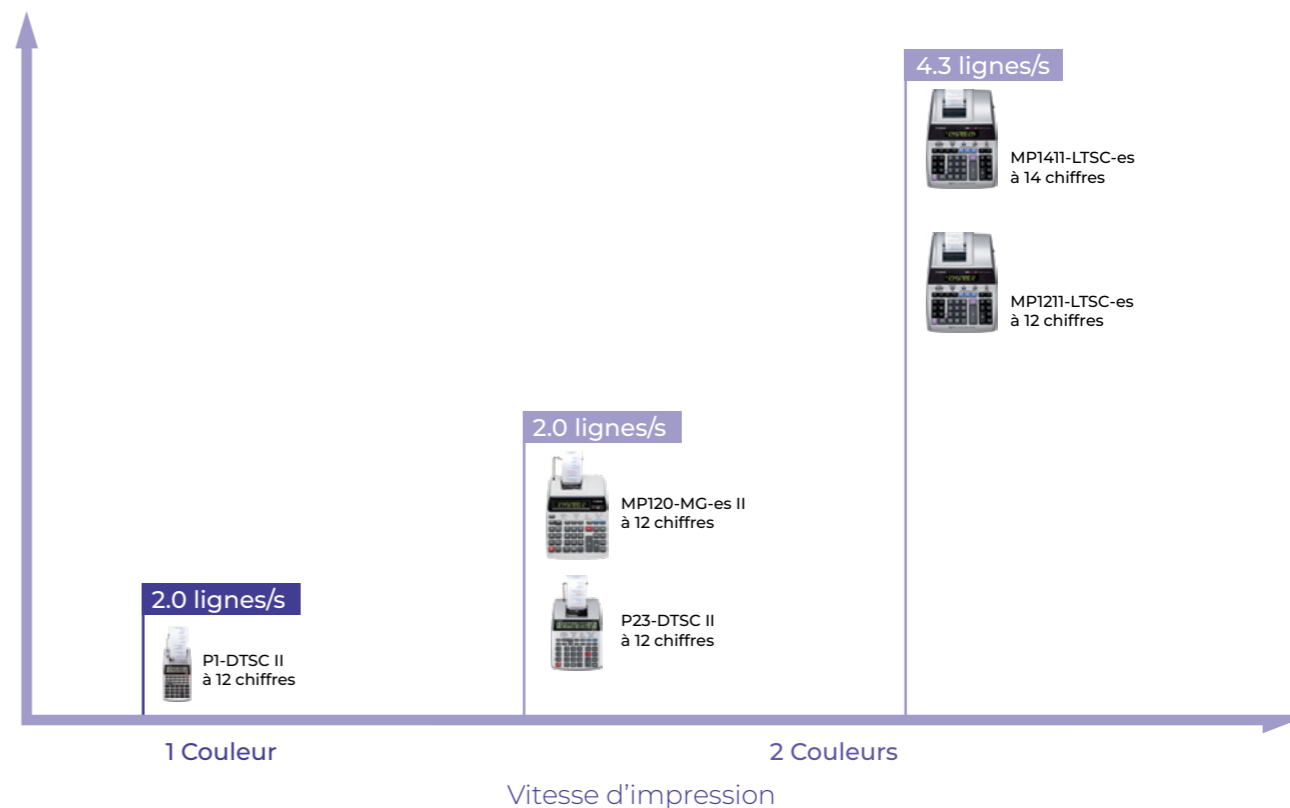 4.3 lignes/s
MP1411-LTSC-es
à 14 chiffres
MP1211-LTSC-es
à 12 chiffres
2.0 lignes/s
MP120-MG-es II
à 12 chiffres
P23-DTSC II
à 12 chiffres
2.0 lignes/s
P1-DTSC II
à 12 chiffres
1 Couleur
2 Couleurs
Vitesse d’impression